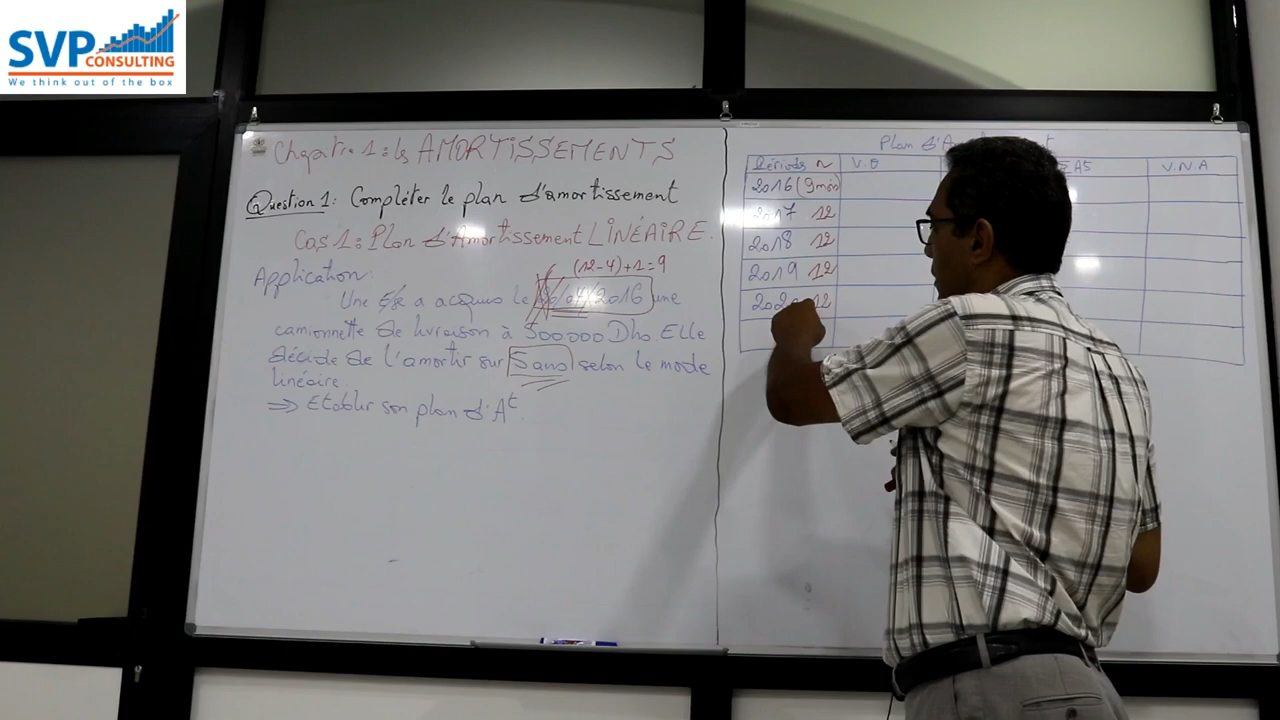 SVP
CONSULTING
We think out of the box
Chapitre 1 : les AMORTISSEMENTS
Question 1 : Compléter le plan d'amortissement
Cas 1 : Plan d'Amortissement LINÉAIRE.
Application :
(12-4)+1=9
Une E/se a acquis le /04/2016 une
camionnette de livraison à 500000 Dhs. Elle
décide de l'amortir sur 5 ans selon le mode
linéaire.
⇒ Etablir son plan d'At.
Plan d'A
Périodes V.O Σ AS V.N.A
2016 (9 mois)
2017 12
2018 12
2019 12
2020 12